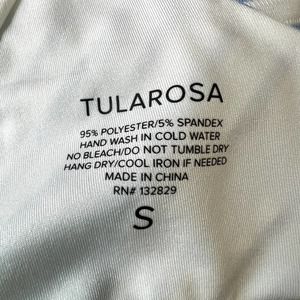 TULAROSA
95% POLYESTER/5% SPANDEX
HAND WASH IN COLD WATER
NO BLEACH/DO NOT TUMBLE DRY
HANG DRY/COOL IRON IF NEEDED
MADE IN CHINA
RN# 132829
S